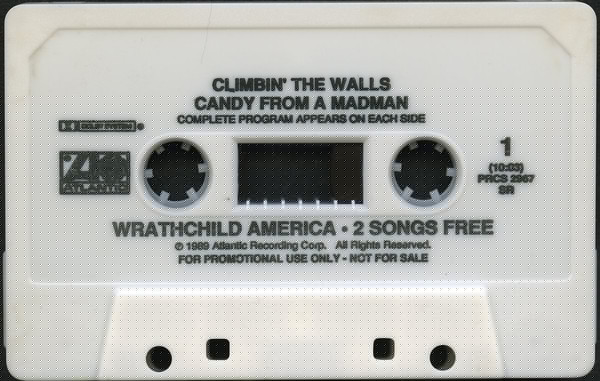 CLIMBIN' THE WALLS
CANDY FROM A MADMAN
COMPLETE PROGRAM APPEARS ON EACH SIDE
DOLBY SYSTEM
ATLANTIC
1
(10:03)
PRCS 2967
SR
WRATHCHILD AMERICA • 2 SONGS FREE
℗ 1989 Atlantic Recording Corp. All Rights Reserved.
FOR PROMOTIONAL USE ONLY - NOT FOR SALE